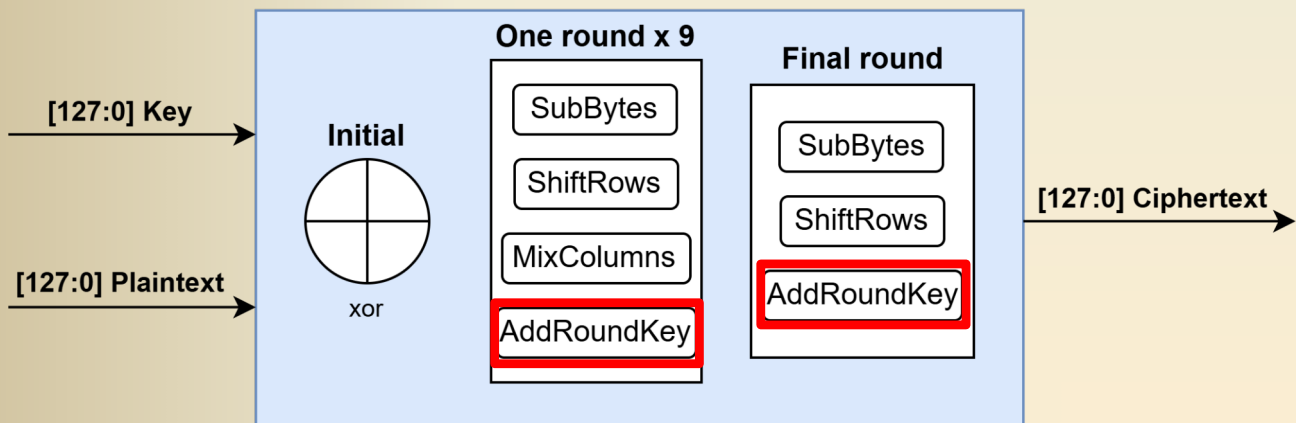 [127:0] Key
[127:0] Plaintext
Initial
xor
One round x 9
SubBytes
ShiftRows
MixColumns
AddRoundKey
Final round
SubBytes
ShiftRows
AddRoundKey
[127:0] Ciphertext